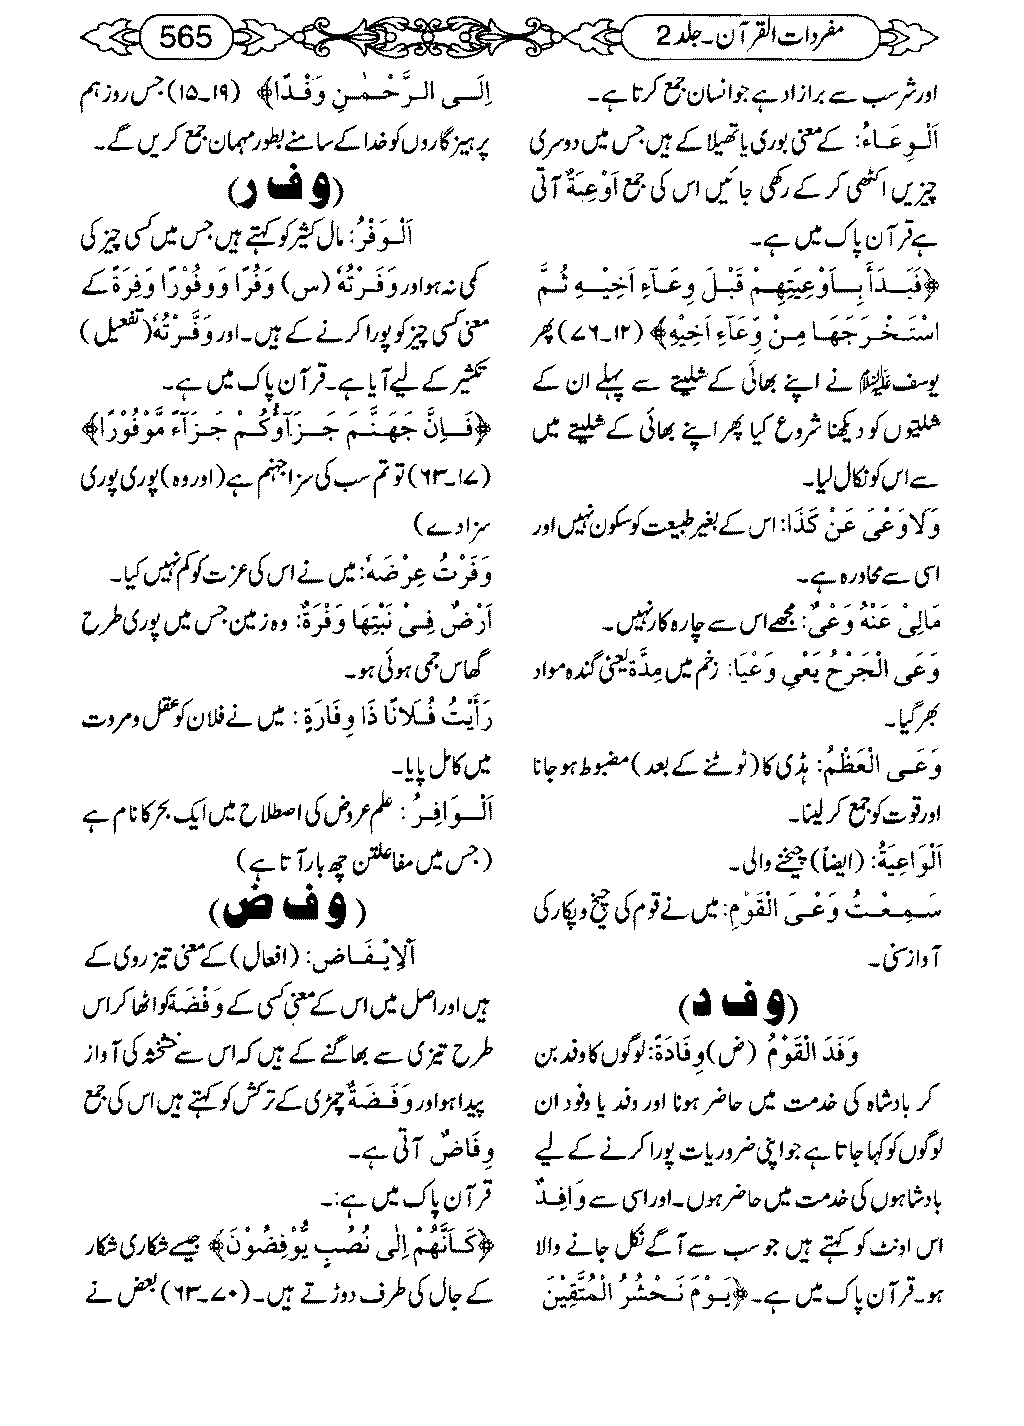 مفردات القرآن۔ جلد 2
565
اور شر سب سے براز اد ہے جو انسان جمع کرتا ہے۔
اَلْوِعَاءُ: کے معنی بوری یا تھیلا کے ہیں جس میں دوسری
چیزیں اکٹھی کر کے رکھی جائیں اس کی جمع اَوْعِيَةٌ آتی
ہے قرآن پاک میں ہے۔
﴿فَبَدَأَ بِاَوْعِيَتِهِمْ قَبْلَ وِعَآءِ اَخِيْهِ ثُمَّ
اسْتَخْرَجَهَا مِنْ وِّعَآءِ اَخِيْهِ﴾ (۱۲۔۷۶) پھر
یوسف علیہ السلام نے اپنے بھائی کے شلیتے سے پہلے ان کے
شلیتوں کو دیکھنا شروع کیا پھر اپنے بھائی کے شلیتے میں
سے اس کو نکال لیا۔
وَلَا وَعْیَ عَنْ كَذَا: اس کے بغیر طبیعت کو سکون نہیں اور
اسی سے محاورہ ہے۔
مَالِیْ عَنْهُ وَعْیٌ: مجھے اس سے چارہ کار نہیں۔
وَعَى الْجَرْحُ يَعْيِ وَعْيًا: زخم میں مِدَّة یعنی گندہ مواد
بھر گیا۔
وَعَى الْعَظْمُ: ہڈی کا (ٹوٹنے کے بعد) مضبوط ہو جانا
اور قوت کو جمع کر لینا۔
اَلْوَاعِيَةُ: (ایضاً) چیخنے والی۔
سَمِعْتُ وَعْیَ الْقَوْمِ: میں نے قوم کی چیخ و پکار کی
آواز سنی۔
(و ف د)
وَفَدَ الْقَوْمُ (ض) وِفَادَةً: لوگوں کا وفد بن
کر بادشاہ کی خدمت میں حاضر ہونا اور وفد یا وفود ان
لوگوں کو کہا جاتا ہے جو اپنی ضروریات پورا کرنے کے لیے
بادشاہوں کی خدمت میں حاضر ہوں۔ اور اسی سے وَافِدٌ
اس اونٹ کو کہتے ہیں جو سب سے آگے نکل جانے والا
ہو۔ قرآن پاک میں ہے۔ ﴿يَوْمَ نَحْشُرُ الْمُتَّقِيْنَ
اِلَى الرَّحْمٰنِ وَفْدًا﴾ (۱۹۔۱۵) جس روز ہم
پرہیز گاروں کو خدا کے سامنے بطور مہمان جمع کریں گے۔
(و ف ر)
اَلْوَفْرُ: مال کثیر کو کہتے ہیں جس میں کسی چیز کی
کمی نہ ہو اور وَفَرْتُهُ (س) وَفْرًا وَوُفُوْرًا وَفِرَةً کے
معنی کسی چیز کو پورا کرنے کے ہیں۔ اور وَفَّرْتُهُ (تفعیل)
تکثیر کے لیے آیا ہے۔ قرآن پاک میں ہے۔
﴿فَاِنَّ جَهَنَّمَ جَزَآؤُكُمْ جَزَآءً مَّوْفُوْرًا﴾
(۱۷۔۶۳) تو تم سب کی سزا جہنم ہے (اور وہ) پوری پوری
سزا دے)
وَفَرْتُ عِرْضَهُ: میں نے اس کی عزت کو کم نہیں کیا۔
اَرْضٌ فِیْ نَبْتِهَا وَفْرَةٌ: وہ زمین جس میں پوری طرح
گھاس جمی ہوئی ہو۔
رَأَيْتُ فُلَانًا ذَا وِفَارَةٍ: میں نے فلان کو عقل و مروت
میں کامل پایا۔
اَلْوَافِرُ: علم عروض کی اصطلاح میں ایک بحر کا نام ہے
(جس میں مفاعلتن چھ بار آتا ہے)
(و ف ض)
اَلْاِيْفَاضِ: (افعال) کے معنی تیز روی کے
ہیں اور اصل میں اس کے معنی کسی کے وَفْضَة کو اٹھا کر اس
طرح تیزی سے بھاگنے کے ہیں کہ اس سے خشخشہ کی آواز
پیدا ہو اور وَفْضَةٌ چمڑی کے ترکش کو کہتے ہیں اس کی جمع
وِفَاضٌ آتی ہے۔
قرآن پاک میں ہے:۔
﴿كَاَنَّهُمْ اِلٰى نُصُبٍ يُّوْفِضُوْنَ﴾ جیسے شکاری شکار
کے جال کی طرف دوڑتے ہیں۔ (۷۰۔۶۳) بعض نے